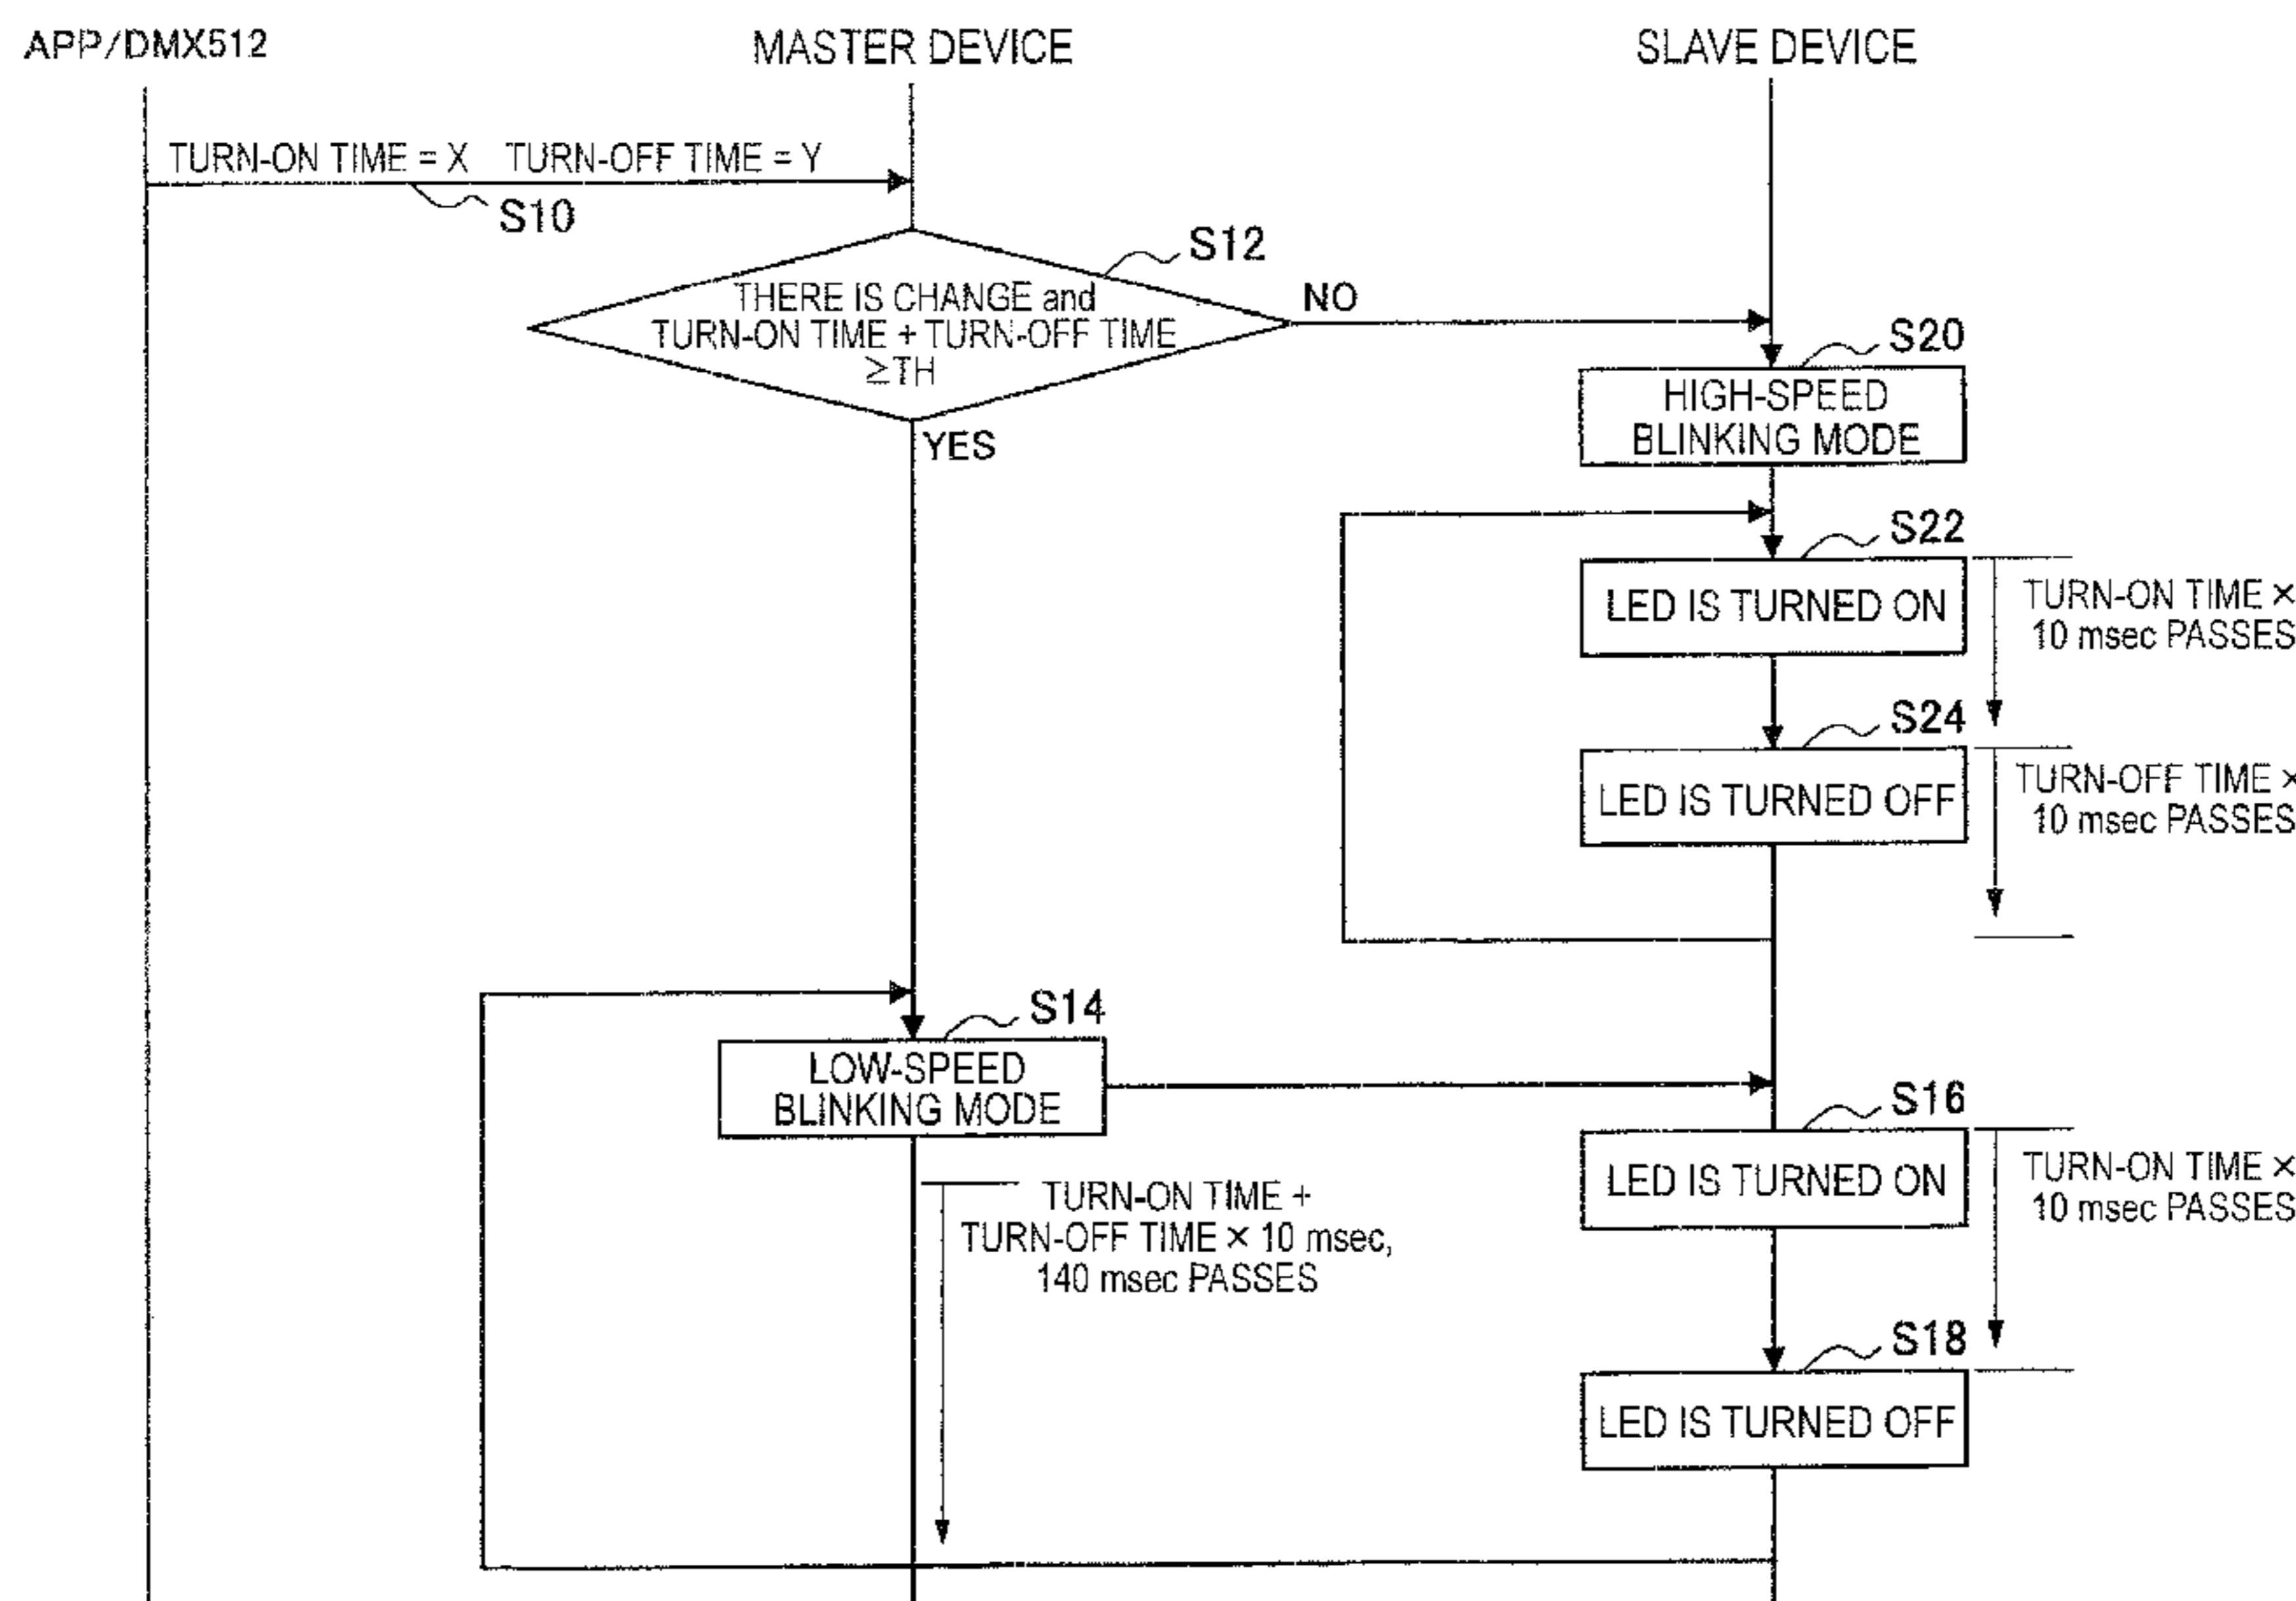 APP/DMX512
MASTER DEVICE
SLAVE DEVICE
TURN-ON TIME = X TURN-OFF TIME = Y
S10
S12
THERE IS CHANGE and
TURN-ON TIME + TURN-OFF TIME
≥TH
NO
YES
S20
HIGH-SPEED
BLINKING MODE
S22
LED IS TURNED ON
TURN-ON TIME ×
10 msec PASSES
S24
LED IS TURNED OFF
TURN-OFF TIME ×
10 msec PASSES
S14
LOW-SPEED
BLINKING MODE
S16
LED IS TURNED ON
TURN-ON TIME ×
10 msec PASSES
TURN-ON TIME +
TURN-OFF TIME × 10 msec,
140 msec PASSES
S18
LED IS TURNED OFF